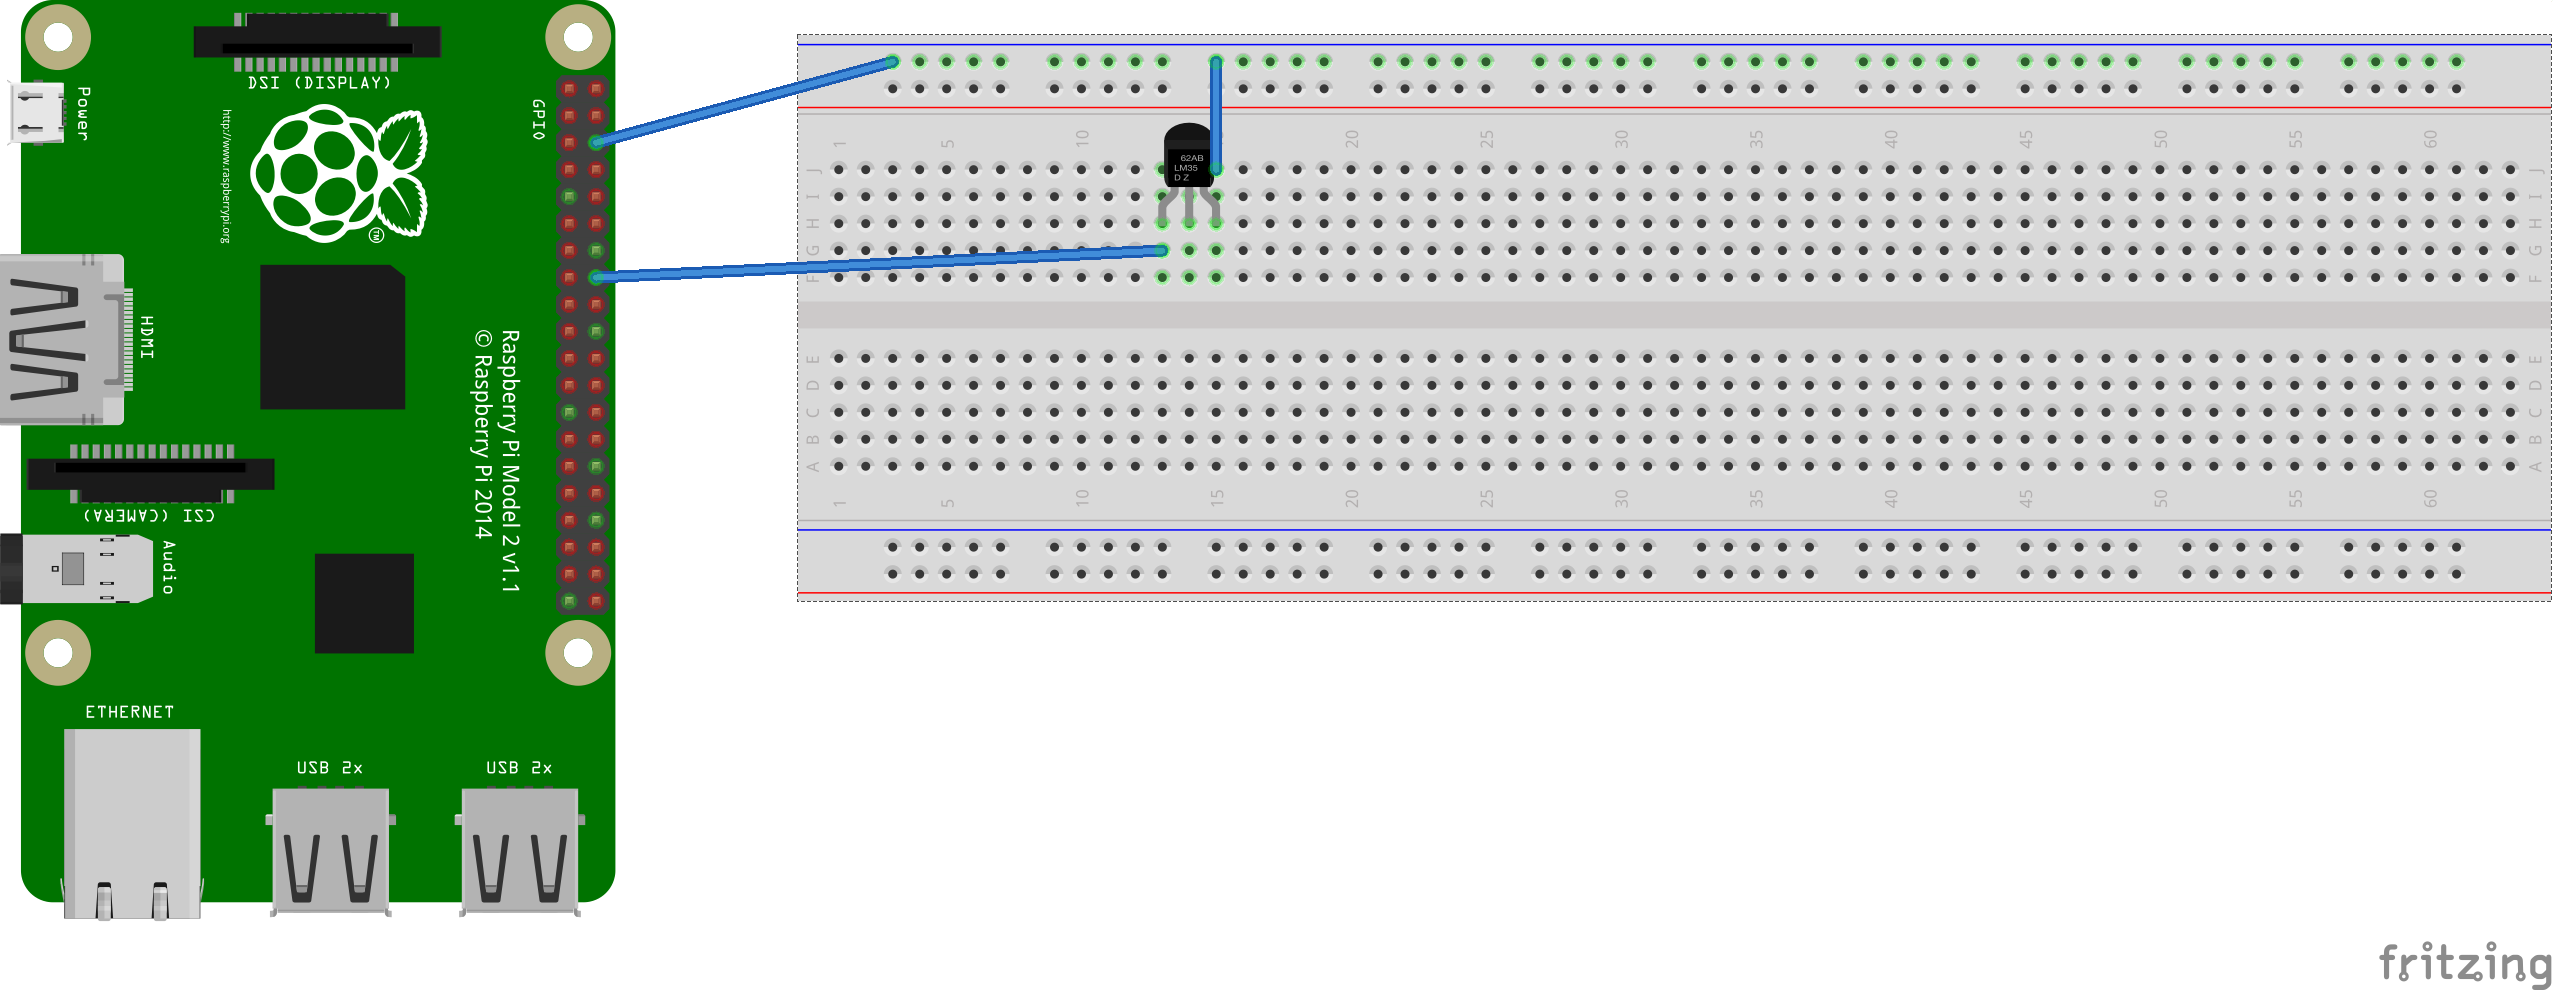 DSI (DISPLAY)
Power
http://www.raspberrypi.org
GPIO
TM
HDMI
Raspberry Pi Model 2 v1.1
© Raspberry Pi 2014
CSI (CAMERA)
Audio
ETHERNET
USB 2x
USB 2x
1 5 10 20 25 30 35 40 45 50 55 60
62AB
LM35
D Z
J J
I I
H H
G G
F F
E E
D D
C C
B B
A A
1 5 10 15 20 25 30 35 40 45 50 55 60
fritzing